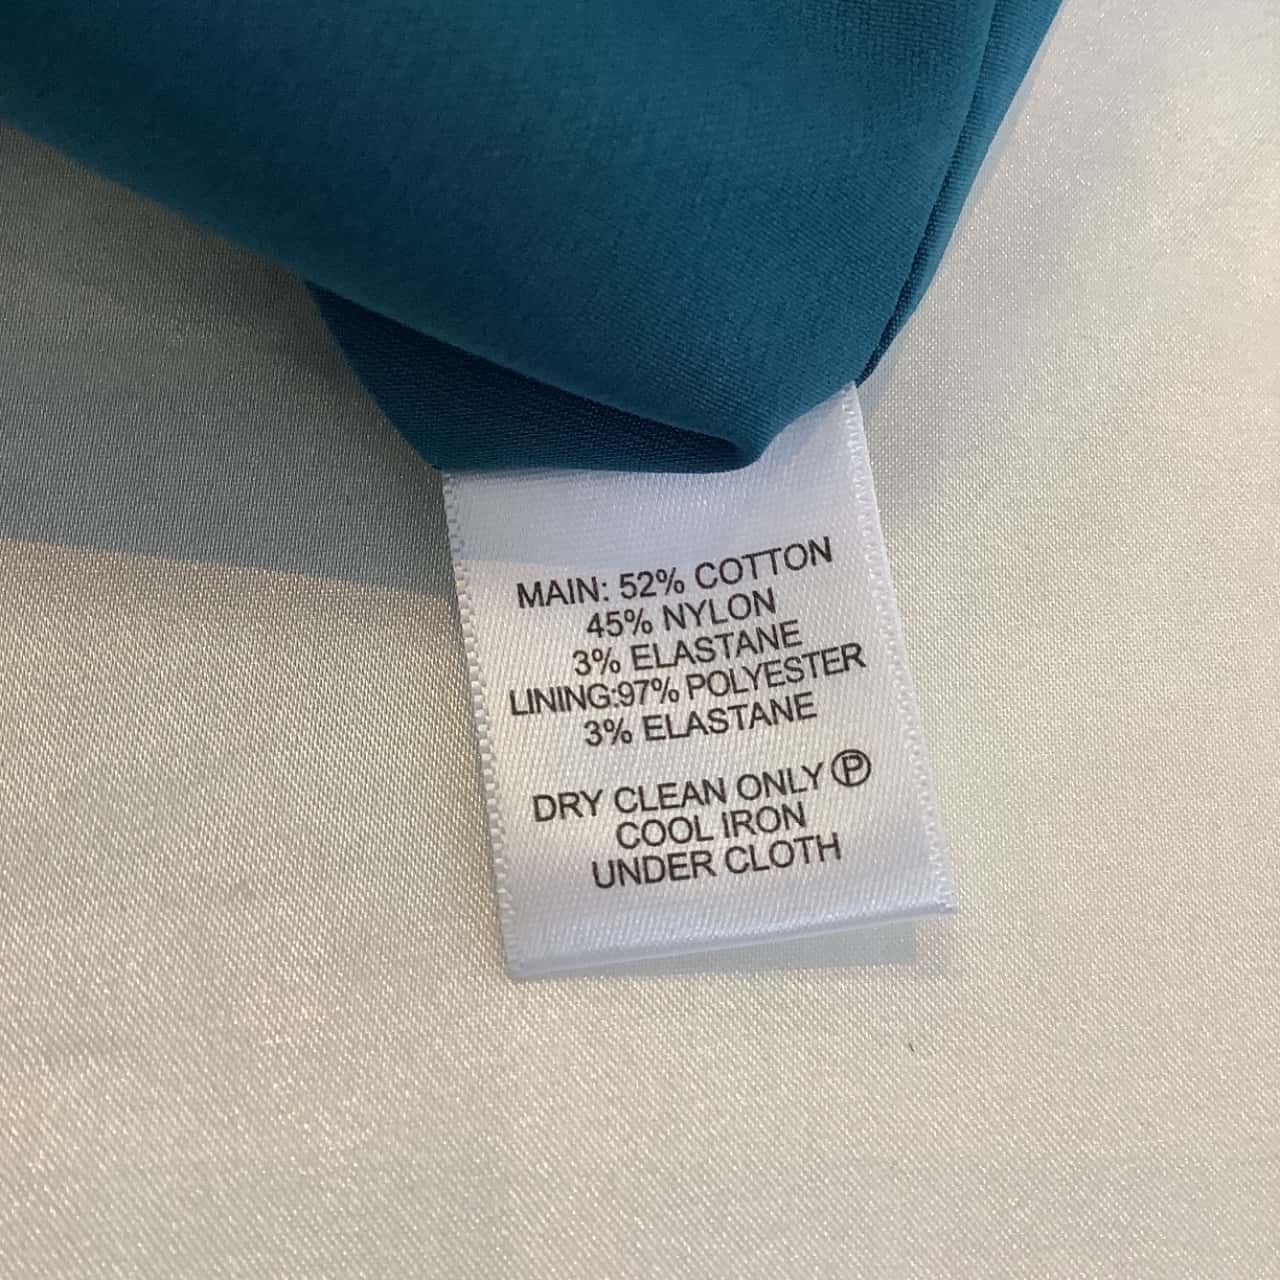 MAIN: 52% COTTON
45% NYLON
3% ELASTANE
LINING:97% POLYESTER
3% ELASTANE
DRY CLEAN ONLY Ⓟ
COOL IRON
UNDER CLOTH